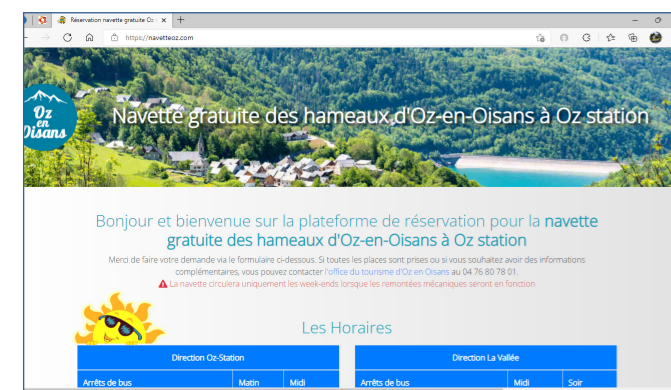 Réservation navette gratuite Oz
https://navetteoz.com
Oz
en
Oisans
Navette gratuite des hameaux d'Oz-en-Oisans à Oz station
Bonjour et bienvenue sur la plateforme de réservation pour la navette
gratuite des hameaux d'Oz-en-Oisans à Oz station
Merci de faire votre demande via le formulaire ci-dessous. Si toutes les places sont prises ou si vous souhaitez avoir des informations
complémentaires, vous pouvez contacter l'office du tourisme d'Oz en Oisans au 04 76 80 78 01.
La navette circulera uniquement les week-ends lorsque les remontées mécaniques seront en fonction
Les Horaires
Direction Oz-Station
Arrêts de bus Matin Midi
Direction La Vallée
Arrêts de bus Midi Soir